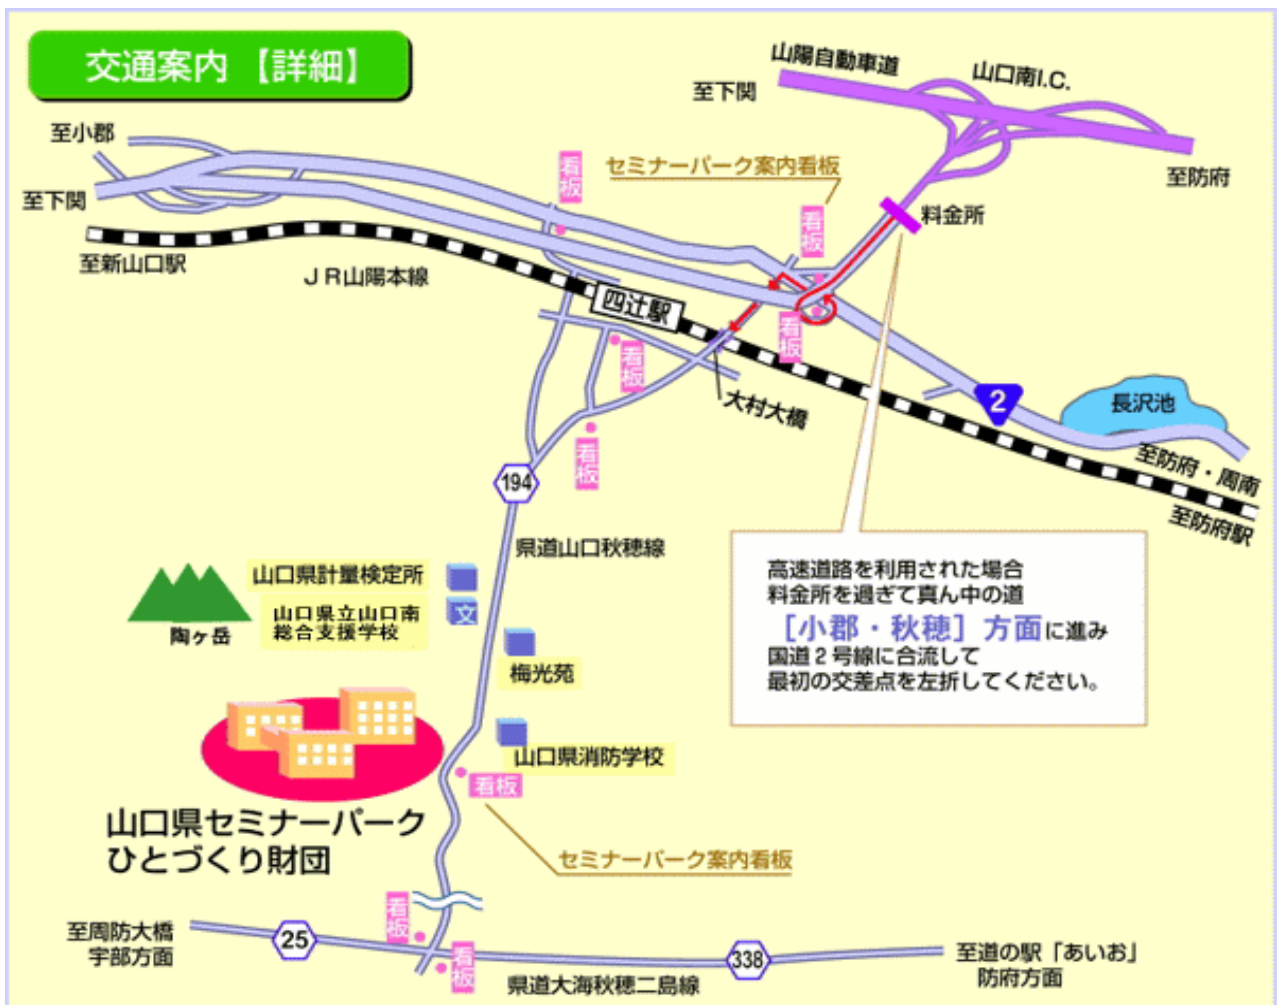 交通案内【詳細】
山陽自動車道
山口南I.C.
至下関
至防府
至小郡
至下関
看板
セミナーパーク案内看板
看板
料金所
至新山口駅
JR山陽本線
四辻駅
看板
看板
大村大橋
2
長沢池
至防府・周南
至防府駅
看板
194
県道山口秋穂線
高速道路を利用された場合
料金所を過ぎて真ん中の道
[小郡・秋穂]方面に進み
国道2号線に合流して
最初の交差点を左折してください。
山口県計量検定所
山口県立山口南
総合支援学校
文
陶ヶ岳
梅光苑
山口県消防学校
看板
山口県セミナーパーク
ひとづくり財団
セミナーパーク案内看板
看板
至周防大橋
宇部方面
25
看板
県道大海秋穂二島線
338
至道の駅「あいお」
防府方面